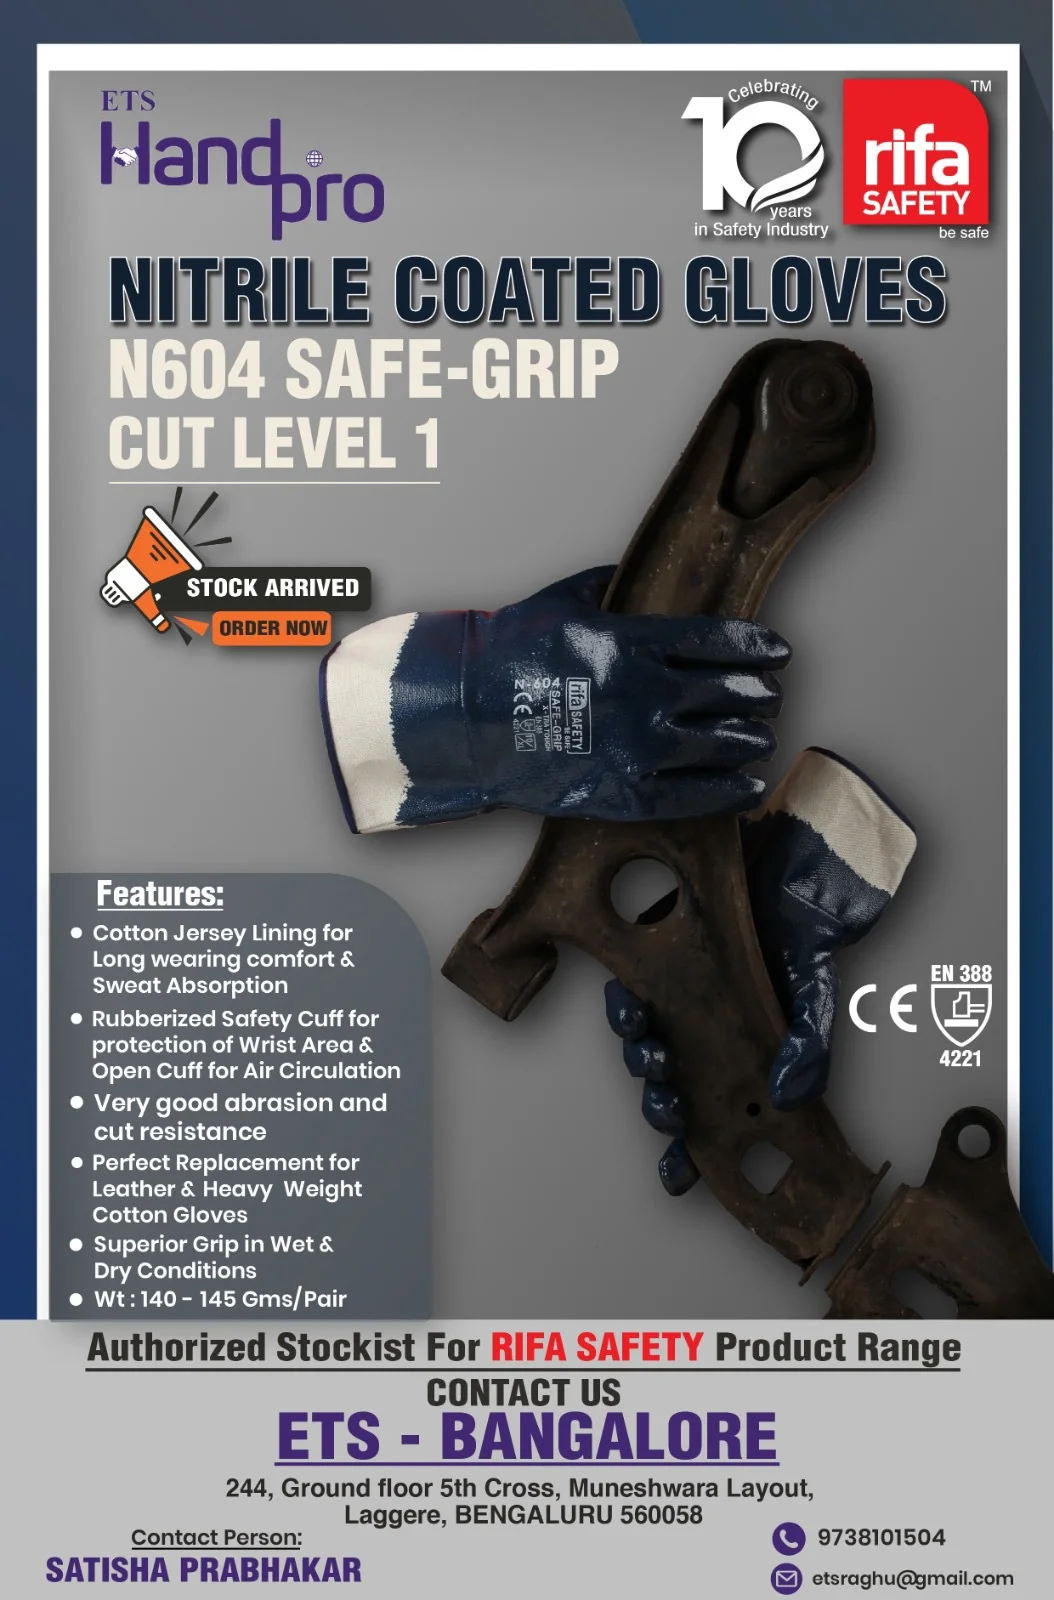 ETS
Hand
pro
Celebrating
10
years
in Safety Industry
TM
rifa
SAFETY
be safe
NITRILE COATED GLOVES
N604 SAFE-GRIP
CUT LEVEL 1
STOCK ARRIVED
ORDER NOW
N-604
SAFE-GRIP
rifa SAFETY
CE
Features:
Cotton Jersey Lining for
Long wearing comfort &
Sweat Absorption
Rubberized Safety Cuff for
protection of Wrist Area &
Open Cuff for Air Circulation
Very good abrasion and
cut resistance
Perfect Replacement for
Leather & Heavy Weight
Cotton Gloves
Superior Grip in Wet &
Dry Conditions
Wt : 140 - 145 Gms/Pair
EN 388
CE
4221
Authorized Stockist For RIFA SAFETY Product Range
CONTACT US
ETS - BANGALORE
244, Ground floor 5th Cross, Muneshwara Layout,
Laggere, BENGALURU 560058
Contact Person:
SATISHA PRABHAKAR
9738101504
etsraghu@gmail.com